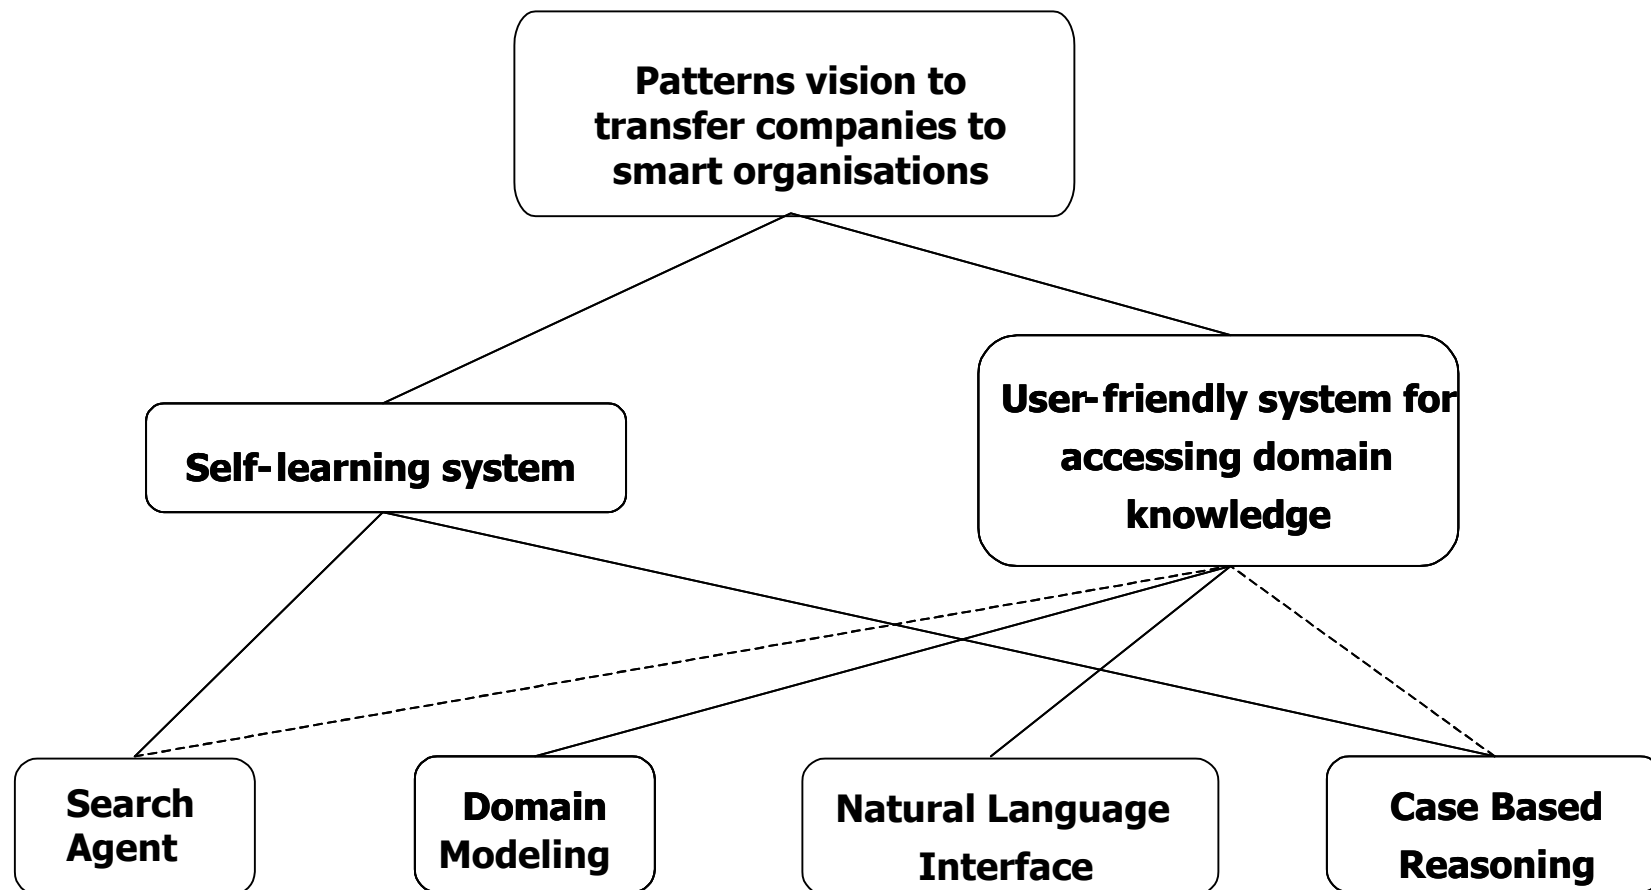 Patterns vision to
transfer companies to
smart organisations
Self-learning system
User-friendly system for
accessing domain
knowledge
Search
Agent
Domain
Modeling
Natural Language
Interface
Case Based
Reasoning